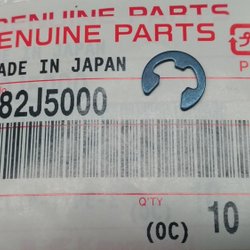 GENUINE PARTS
GENUINE PARTS
MADE IN JAPAN
82J5000
Q'TY
(OC) 10